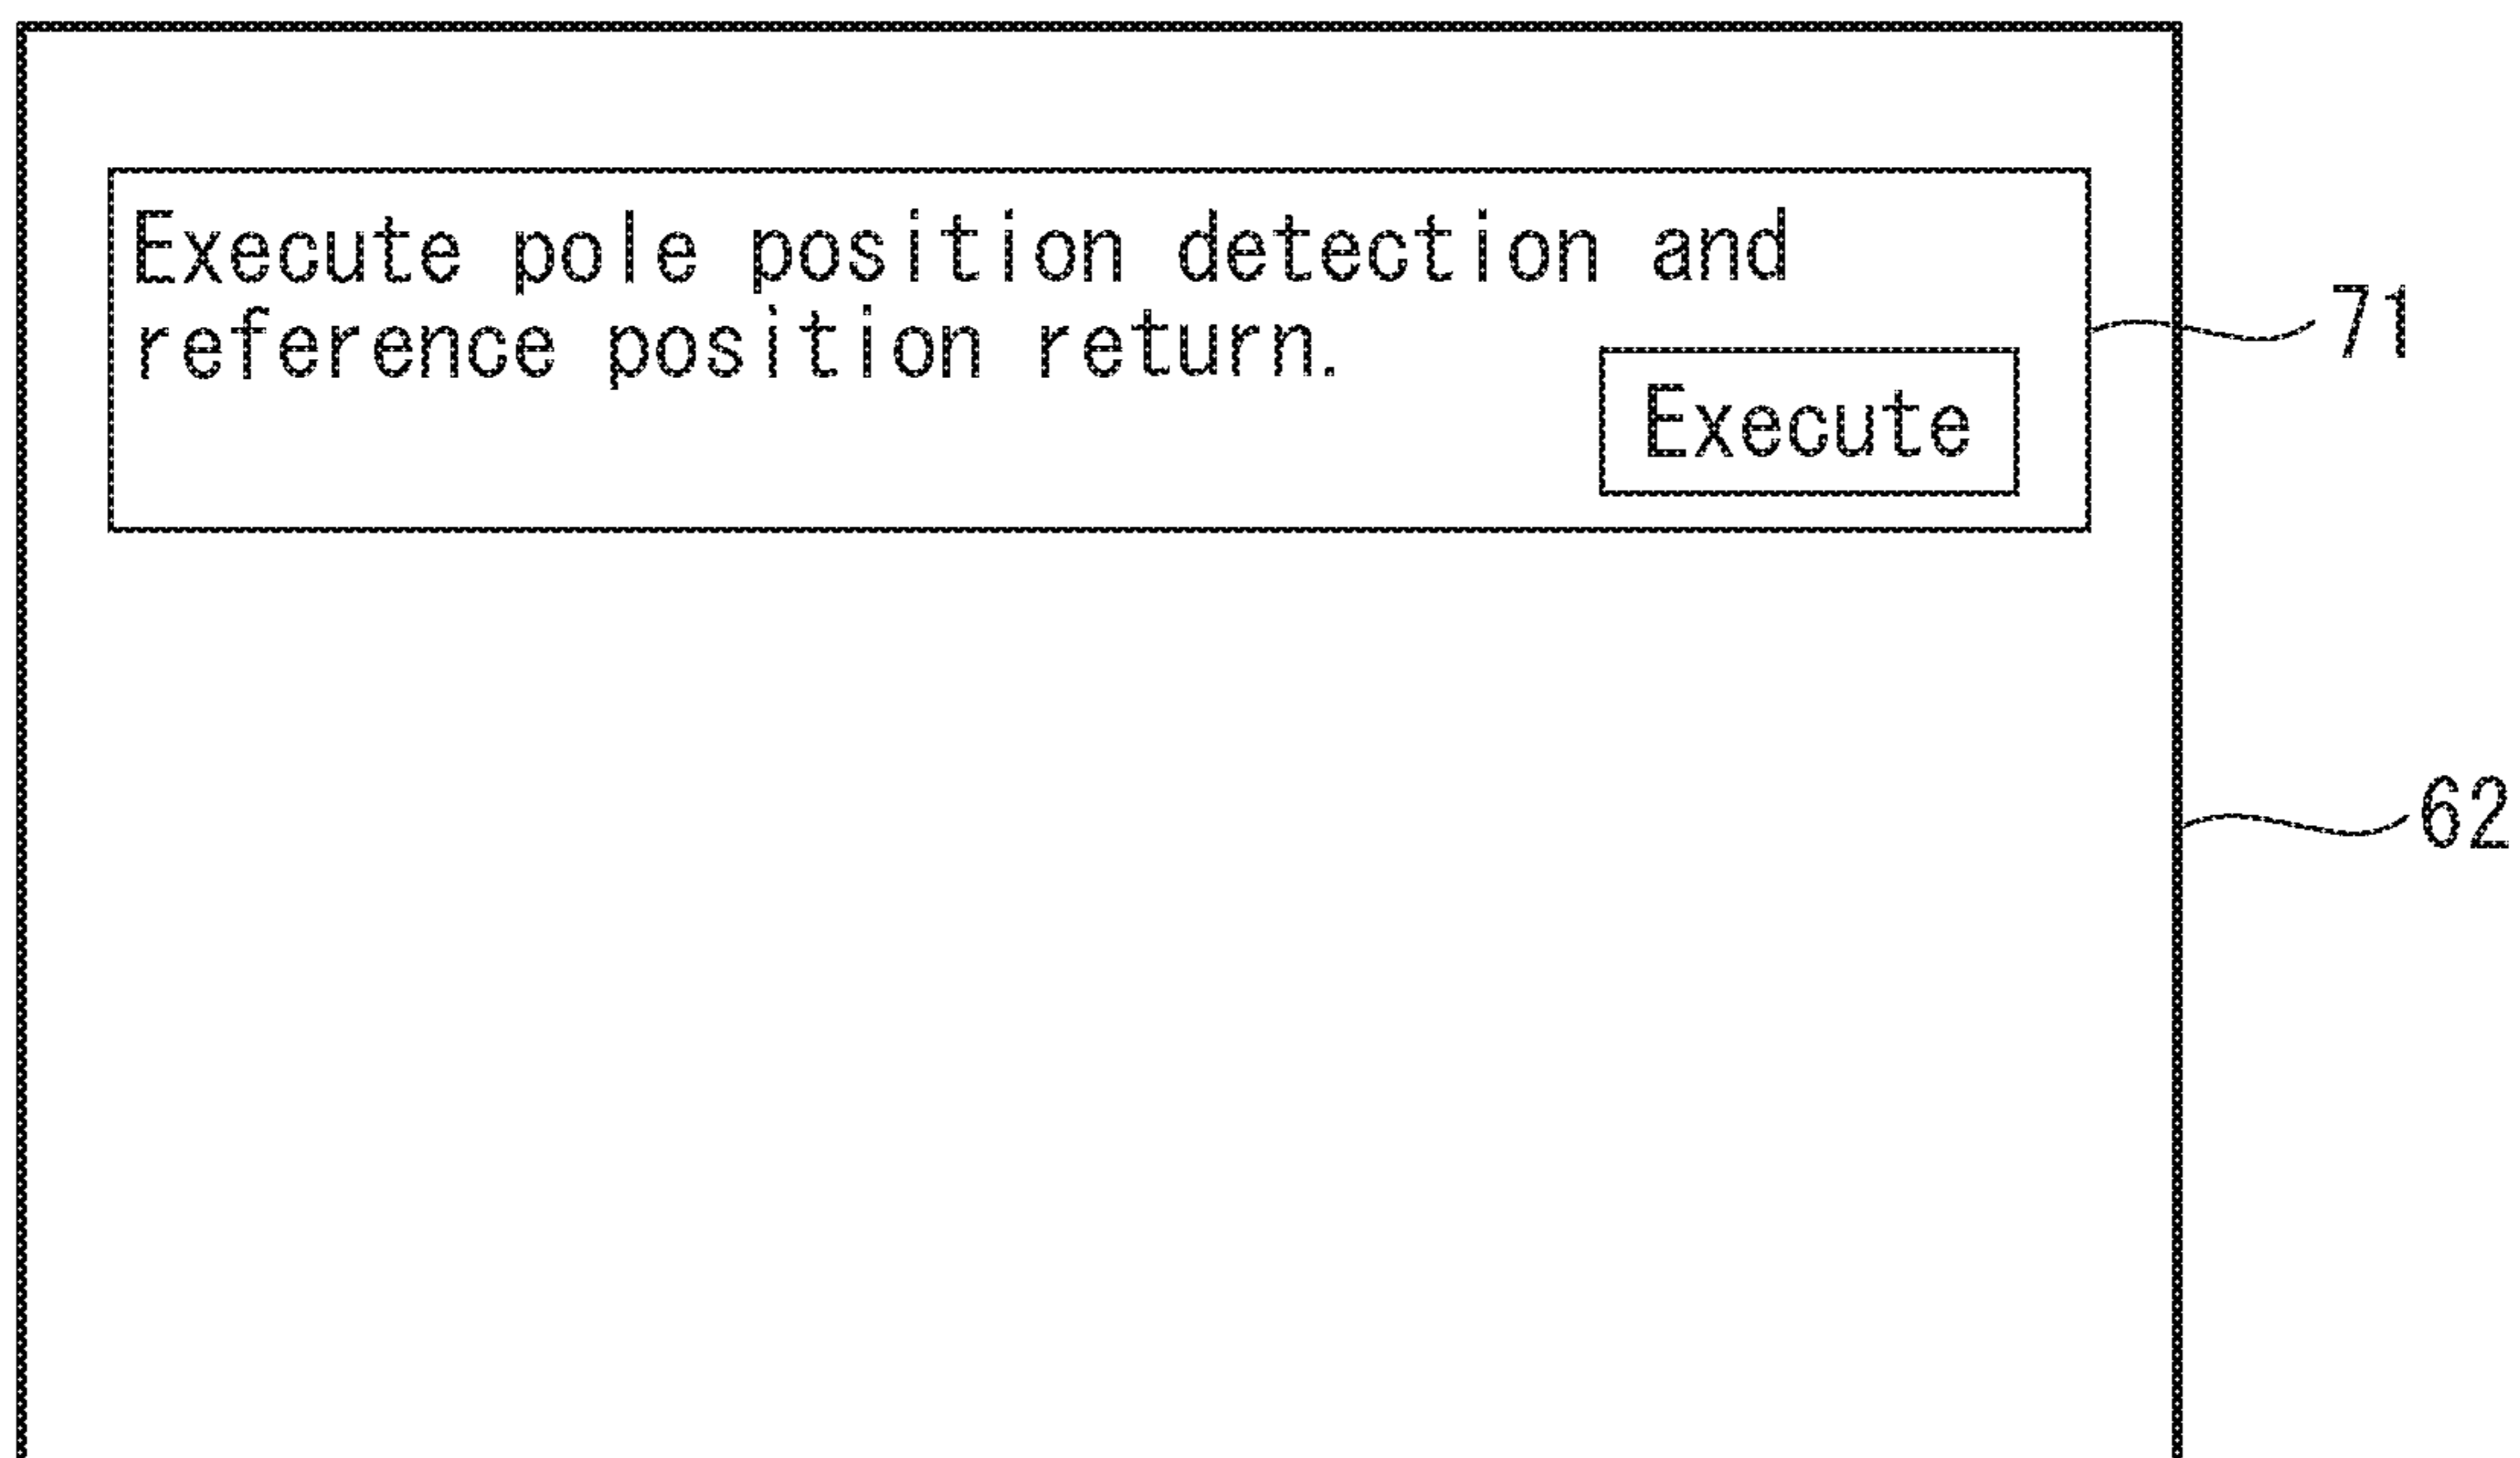 Execute pole position detection and
reference position return.
71
Execute
62